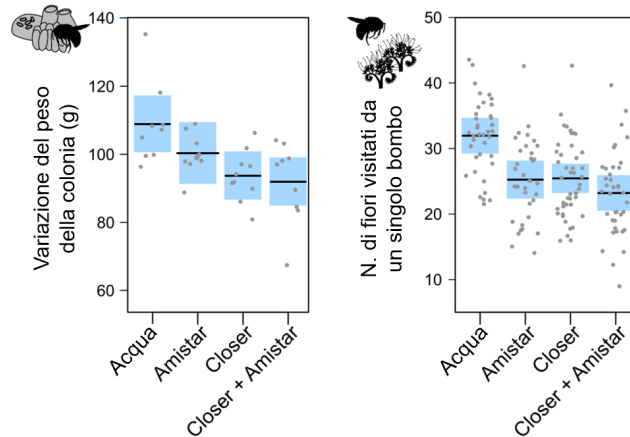 Variazione del peso
della colonia (g)
140
120
100
80
60
Acqua
Amistar
Closer
Closer + Amistar
N. di fiori visitati da
un singolo bombo
50
40
30
20
10
Acqua
Amistar
Closer
Closer + Amistar